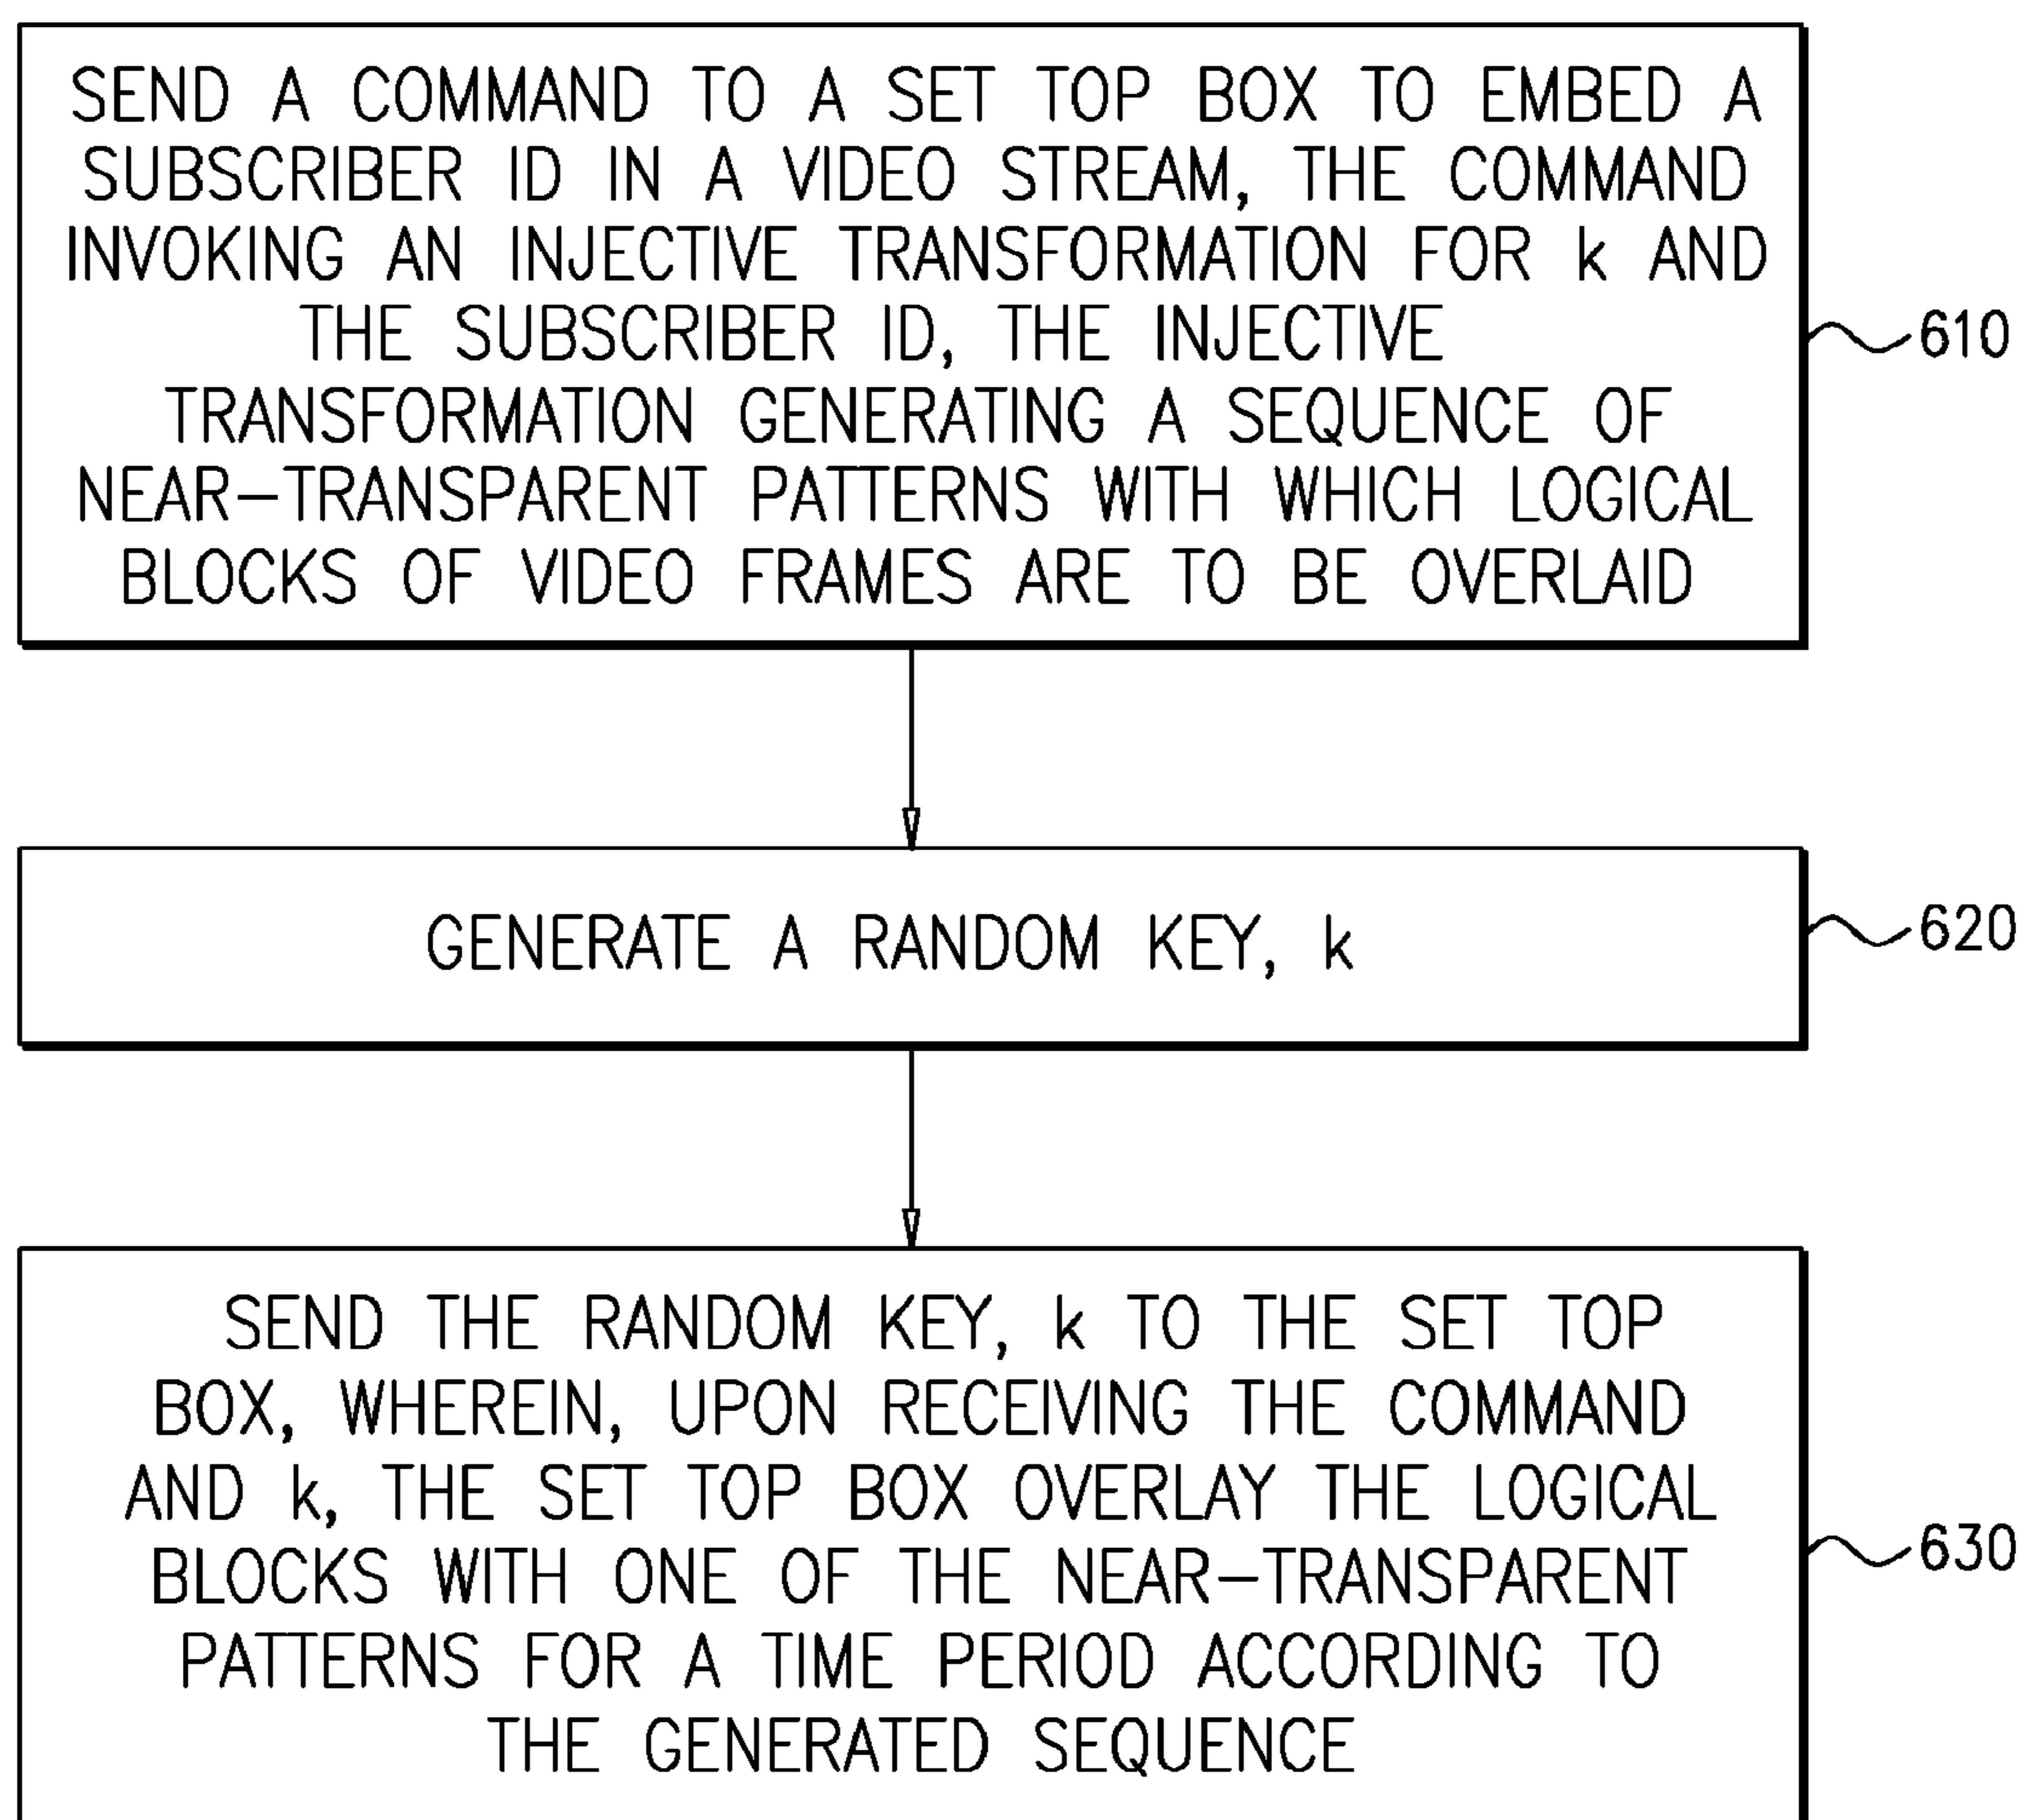 SEND A COMMAND TO A SET TOP BOX TO EMBED A
SUBSCRIBER ID IN A VIDEO STREAM, THE COMMAND
INVOKING AN INJECTIVE TRANSFORMATION FOR k AND
THE SUBSCRIBER ID, THE INJECTIVE
TRANSFORMATION GENERATING A SEQUENCE OF
NEAR-TRANSPARENT PATTERNS WITH WHICH LOGICAL
BLOCKS OF VIDEO FRAMES ARE TO BE OVERLAID
610
GENERATE A RANDOM KEY, k
620
SEND THE RANDOM KEY, k TO THE SET TOP
BOX, WHEREIN, UPON RECEIVING THE COMMAND
AND k, THE SET TOP BOX OVERLAY THE LOGICAL
BLOCKS WITH ONE OF THE NEAR-TRANSPARENT
PATTERNS FOR A TIME PERIOD ACCORDING TO
THE GENERATED SEQUENCE
630